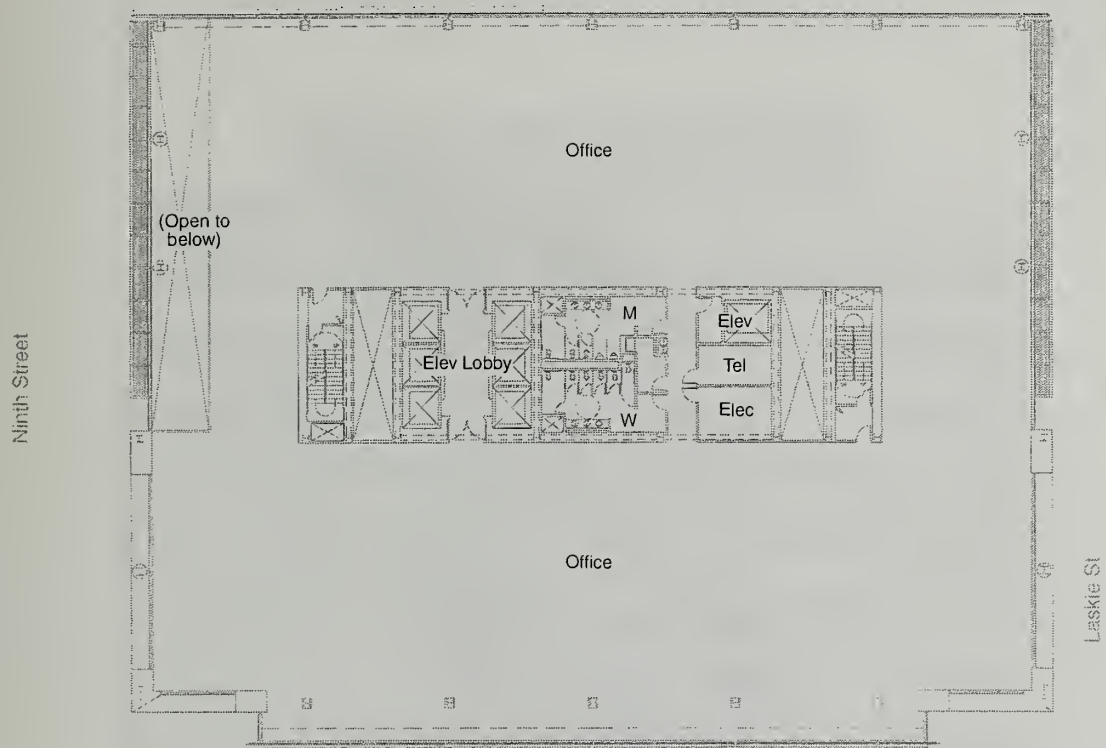 Office
(Open to
below)
Ninth Street
M
Elev
Elev Lobby
Tel
Elec
W
Office
Laskie St